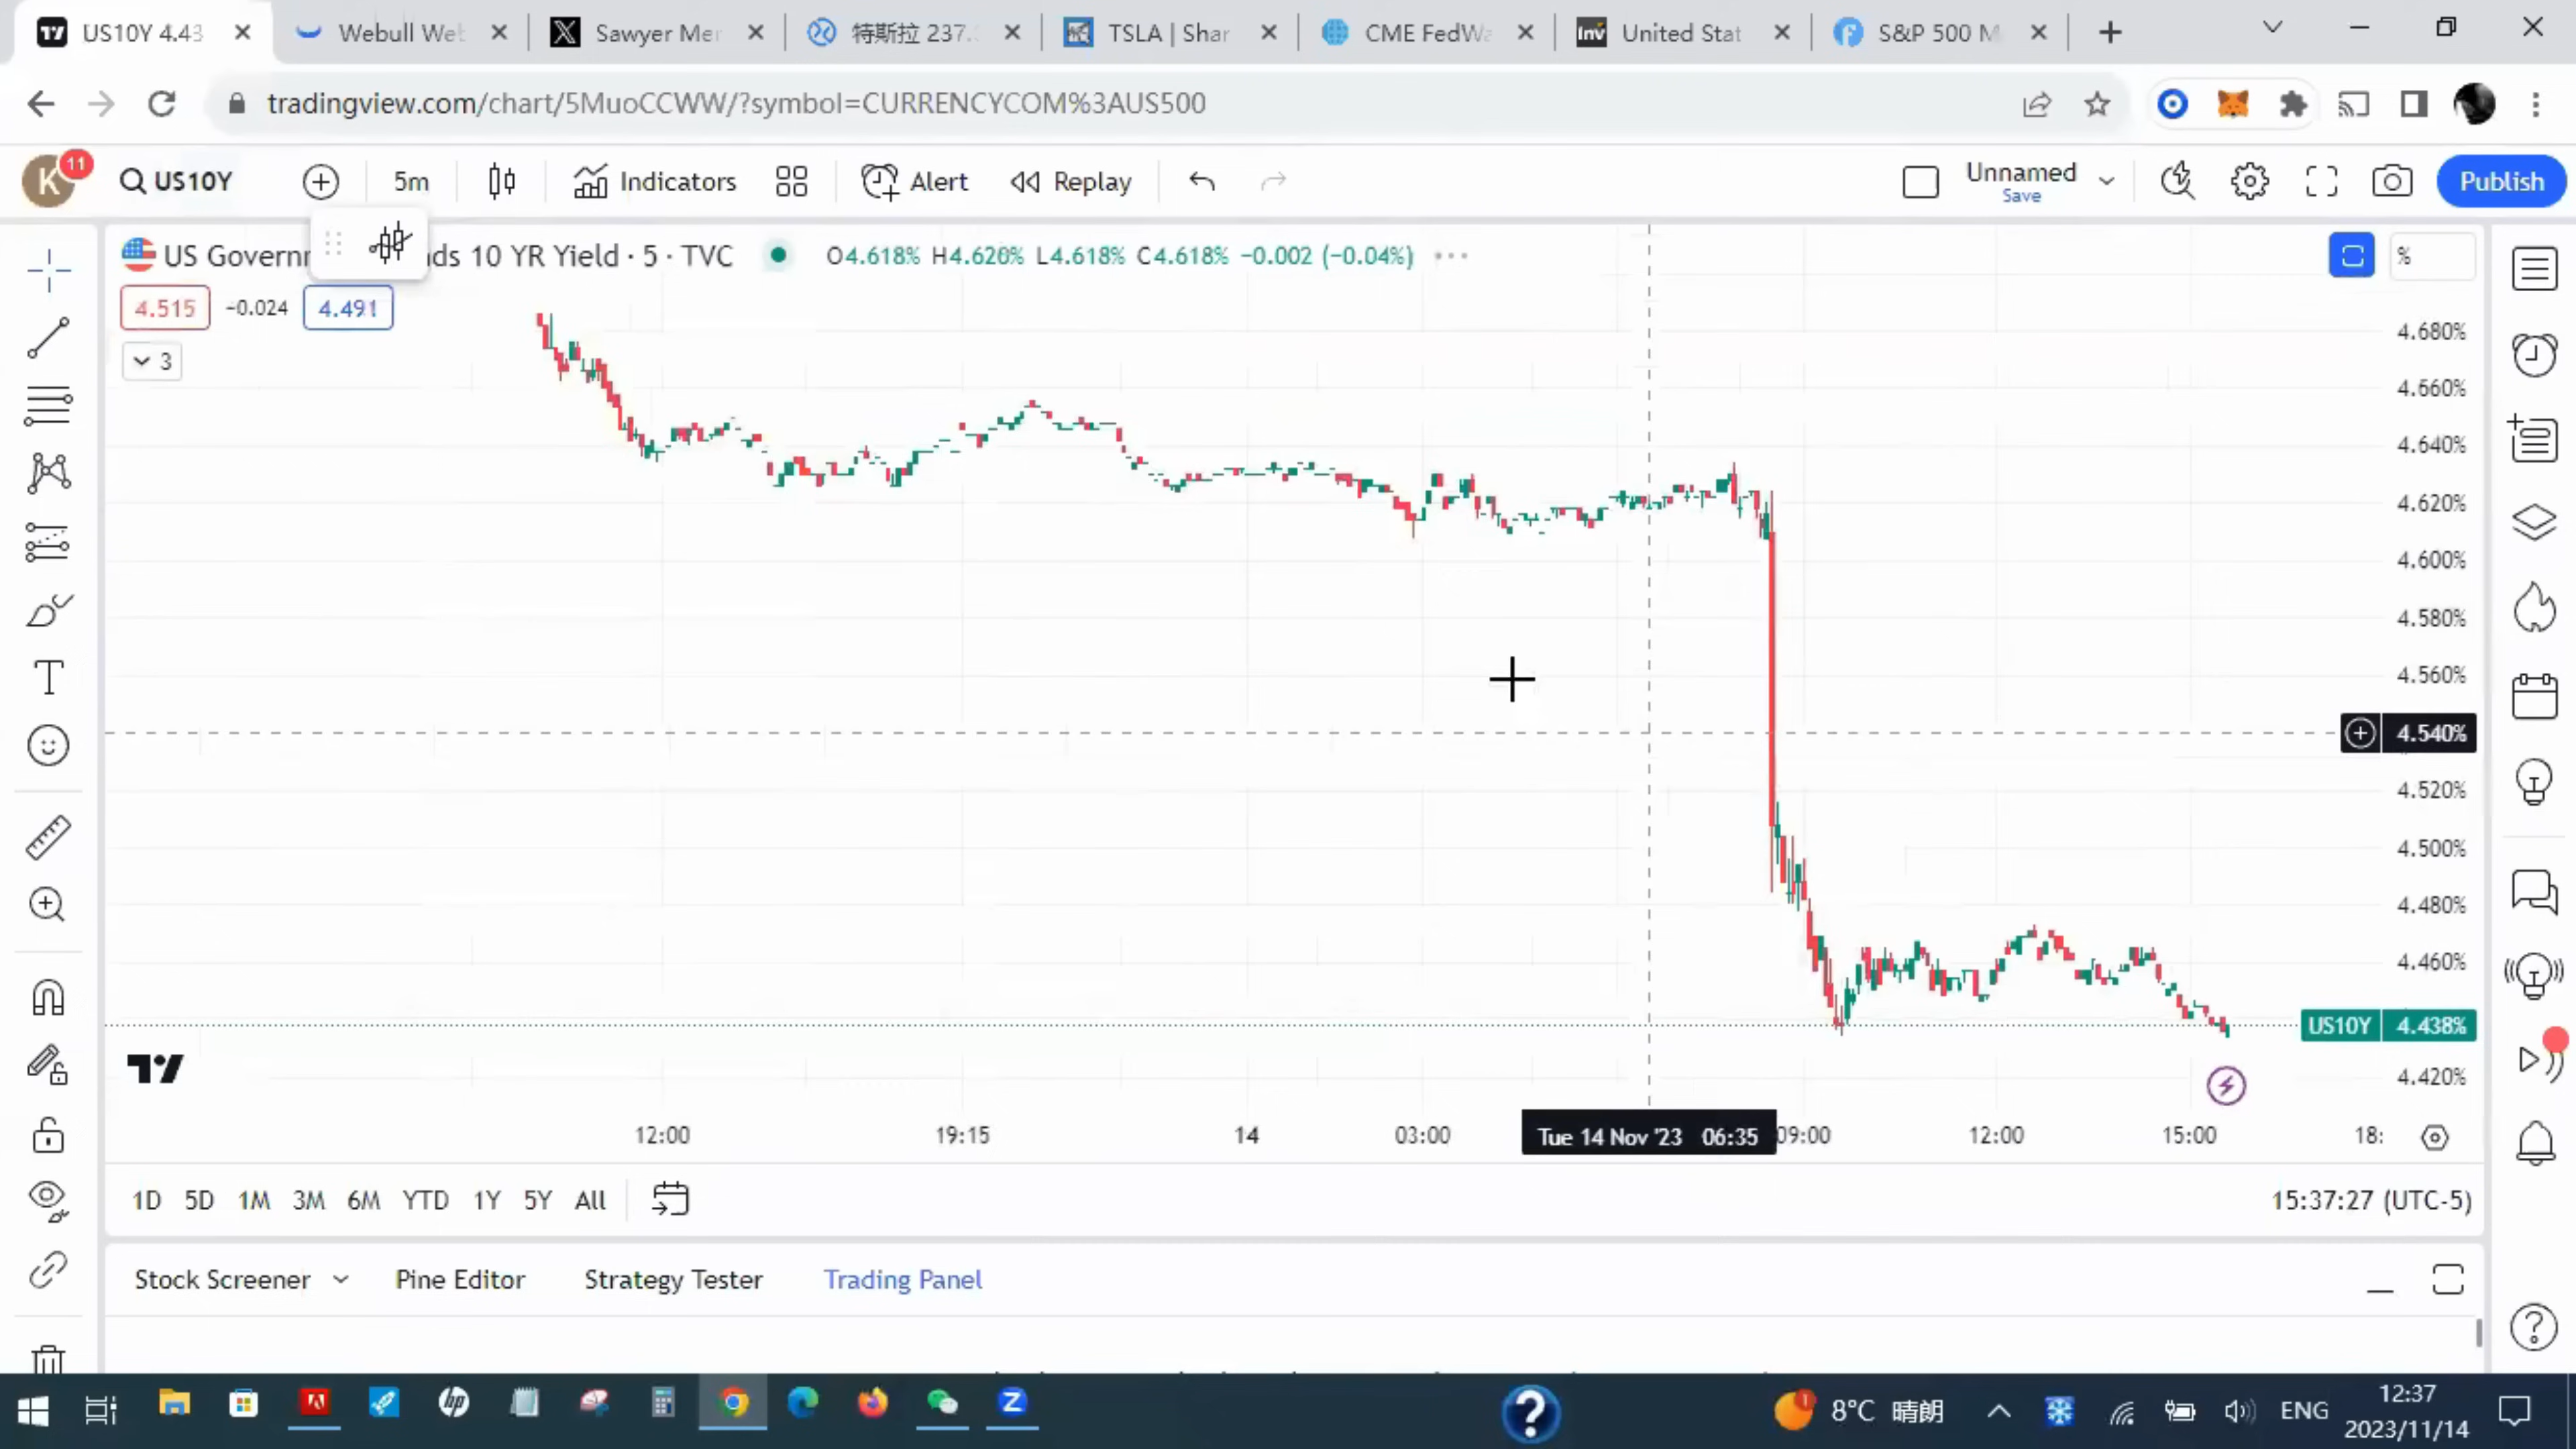 US10Y 4.43
Webull Web
Sawyer Mer
特斯拉 237.
TSLA | Shar
CME FedWa
Inv
United Stat
S&P 500 M
tradingview.com/chart/5MuoCCWW/?symbol=CURRENCYCOM%3AUS500
K
11
US10Y
5m
Indicators
Alert
Replay
Unnamed
Save
Publish
US Governm ds 10 YR Yield · 5 · TVC
O4.618% H4.620% L4.618% C4.618% −0.002 (−0.04%)
%
4.515
−0.024
4.491
3
4.680%
4.660%
4.640%
4.620%
4.600%
4.580%
4.560%
4.540%
4.520%
4.500%
4.480%
4.460%
US10Y 4.438%
4.420%
12:00
19:15
14
03:00
Tue 14 Nov '23 06:35
09:00
12:00
15:00
18:
1D 5D 1M 3M 6M YTD 1Y 5Y All
15:37:27 (UTC-5)
Stock Screener
Pine Editor
Strategy Tester
Trading Panel
8°C 晴朗
ENG
12:37
2023/11/14